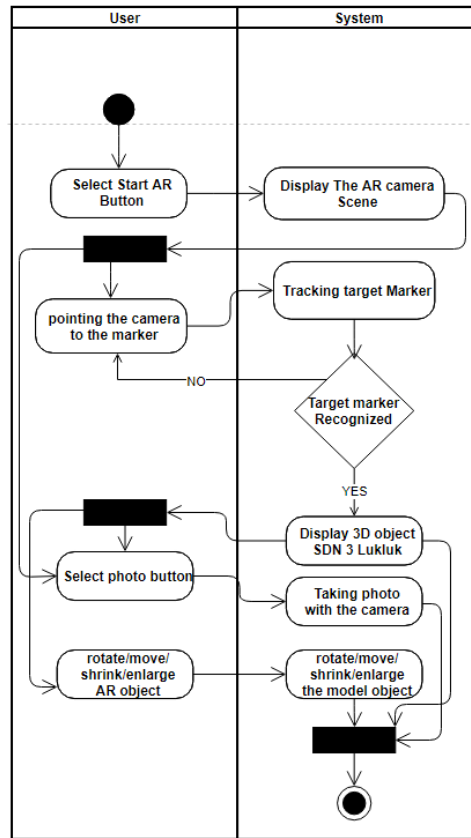 User
System
Select Start AR
Button
Display The AR camera
Scene
pointing the camera
to the marker
Tracking target Marker
NO
Target marker
Recognized
YES
Display 3D object
SDN 3 Lukluk
Select photo button
Taking photo
with the camera
rotate/move/
shrink/enlarge
AR object
rotate/move/
shrink/enlarge
the model object